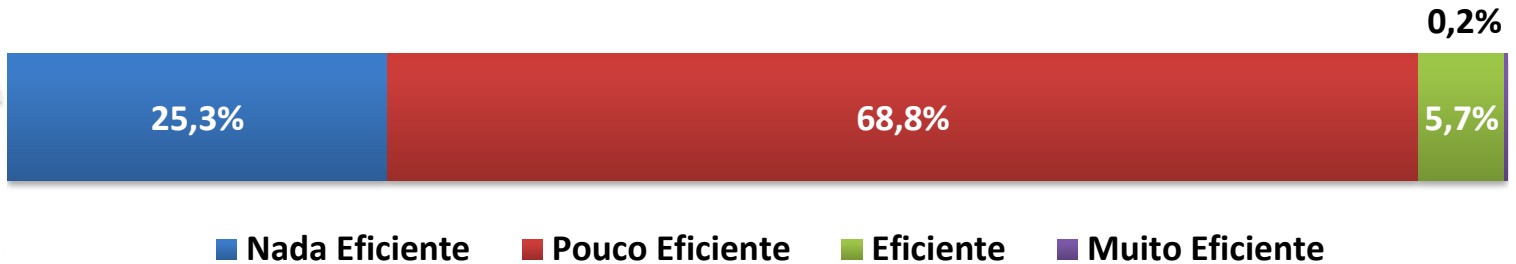 0,2%
25,3% 68,8% 5,7%
Nada Eficiente Pouco Eficiente Eficiente Muito Eficiente